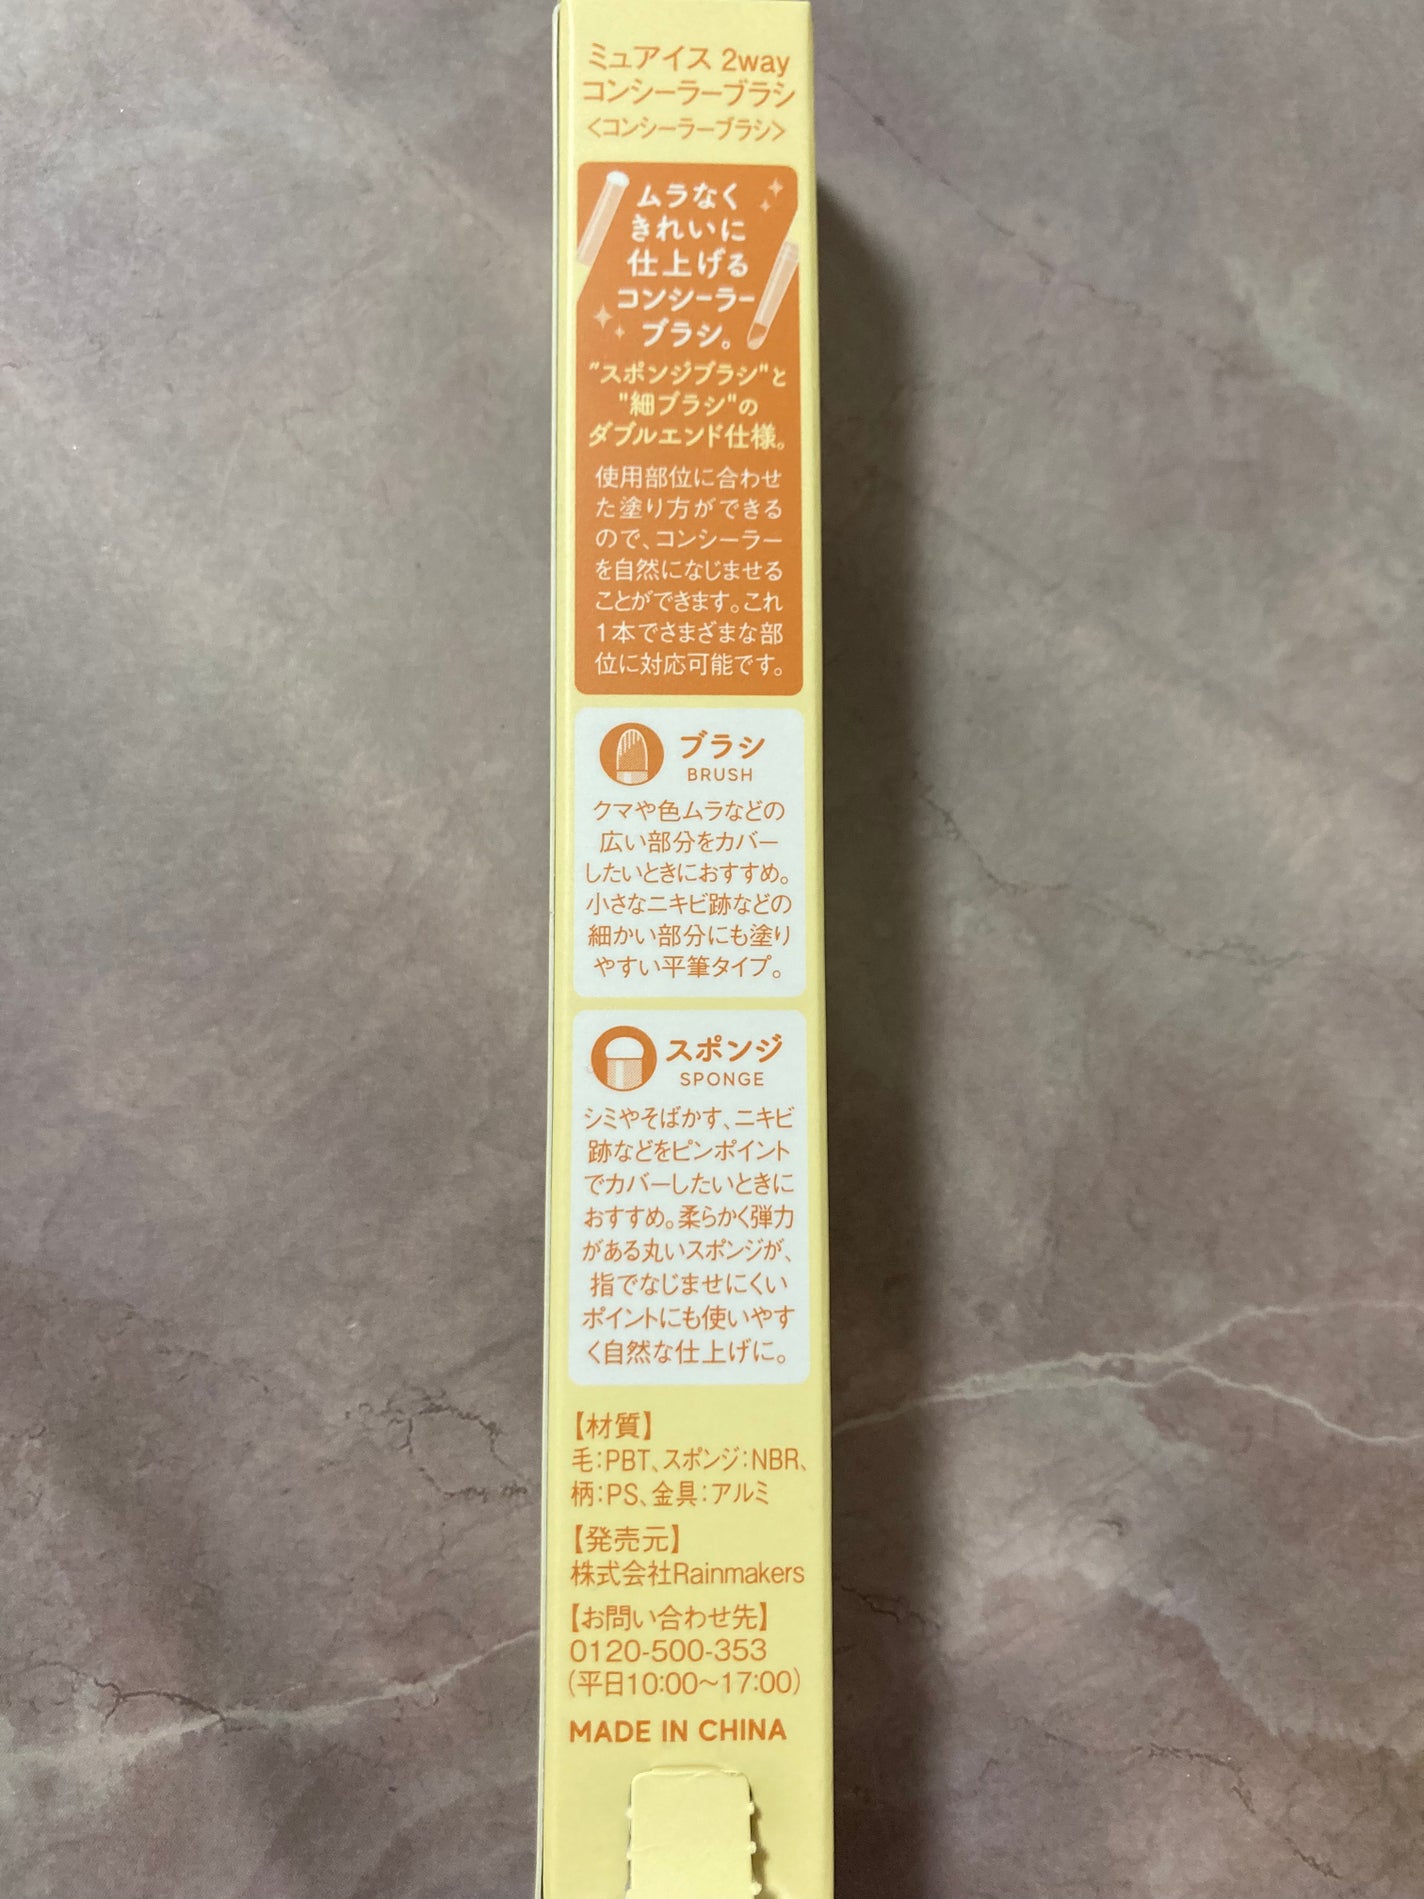 ミュアイス 2way
コンシーラーブラシ
〈コンシーラーブラシ〉
ムラなく
きれいに
仕上げる
コンシーラー
ブラシ。
"スポンジブラシ"と
"細ブラシ"の
ダブルエンド仕様。
使用部位に合わせ
た塗り方ができる
ので、コンシーラー
を自然になじませる
ことができます。これ
1本でさまざまな部
位に対応可能です。
ブラシ
BRUSH
クマや色ムラなどの
広い部分をカバー
したいときにおすすめ。
小さなニキビ跡などの
細かい部分にも塗り
やすい平筆タイプ。
スポンジ
SPONGE
シミやそばかす、ニキビ
跡などをピンポイント
でカバーしたいときに
おすすめ。柔らかく弾力
がある丸いスポンジが、
指でなじませにくい
ポイントにも使いやす
く自然な仕上げに。
【材質】
毛：PBT、スポンジ：NBR、
柄：PS、金具：アルミ
【発売元】
株式会社Rainmakers
【お問い合わせ先】
0120-500-353
（平日10:00～17:00）
MADE IN CHINA